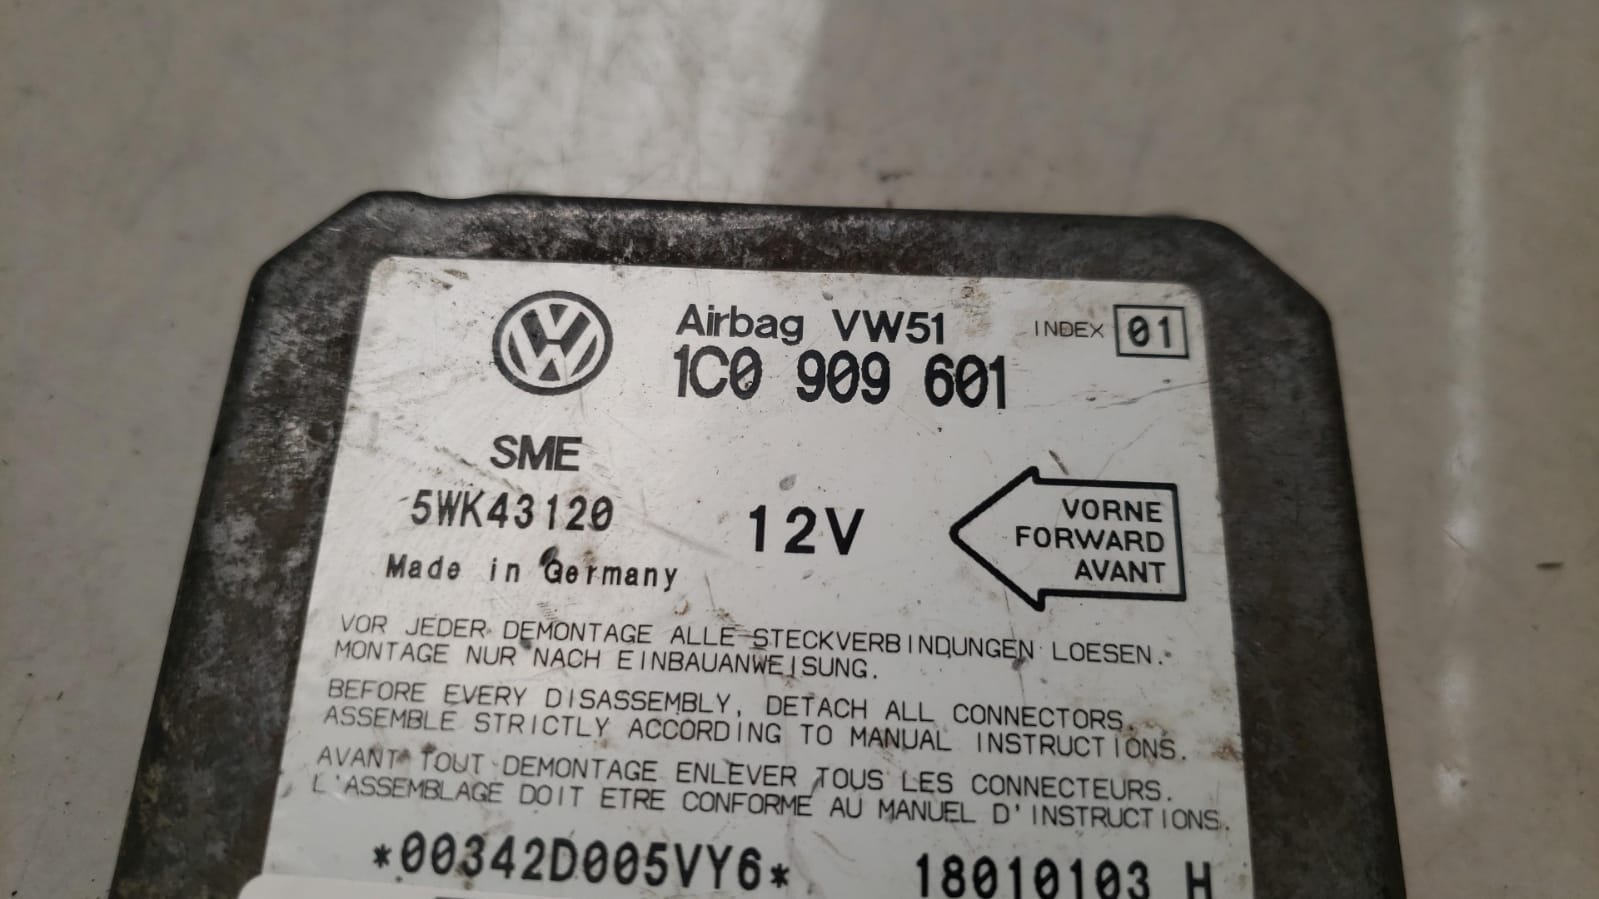 Airbag VW51 INDEX 01
1C0 909 601
SME
5WK43120
12V
VORNE
FORWARD
AVANT
Made in Germany
VOR JEDER DEMONTAGE ALLE STECKVERBINDUNGEN LOESEN.
MONTAGE NUR NACH EINBAUANWEISUNG.
BEFORE EVERY DISASSEMBLY, DETACH ALL CONNECTORS.
ASSEMBLE STRICTLY ACCORDING TO MANUAL INSTRUCTIONS.
AVANT TOUT DEMONTAGE ENLEVER TOUS LES CONNECTEURS.
L'ASSEMBLAGE DOIT ETRE CONFORME AU MANUEL D'INSTRUCTIONS.
*00342D005VY6* 18010103 H